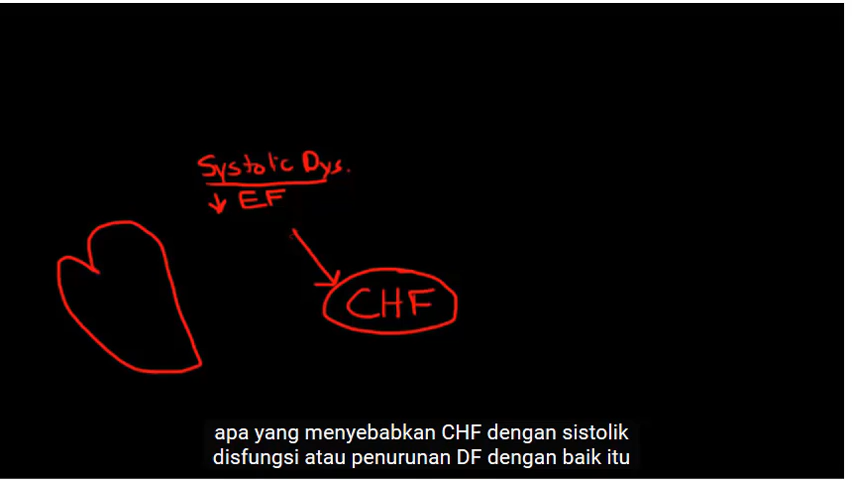 Systolic Dys.
↓ EF
CHF
apa yang menyebabkan CHF dengan sistolik
disfungsi atau penurunan DF dengan baik itu